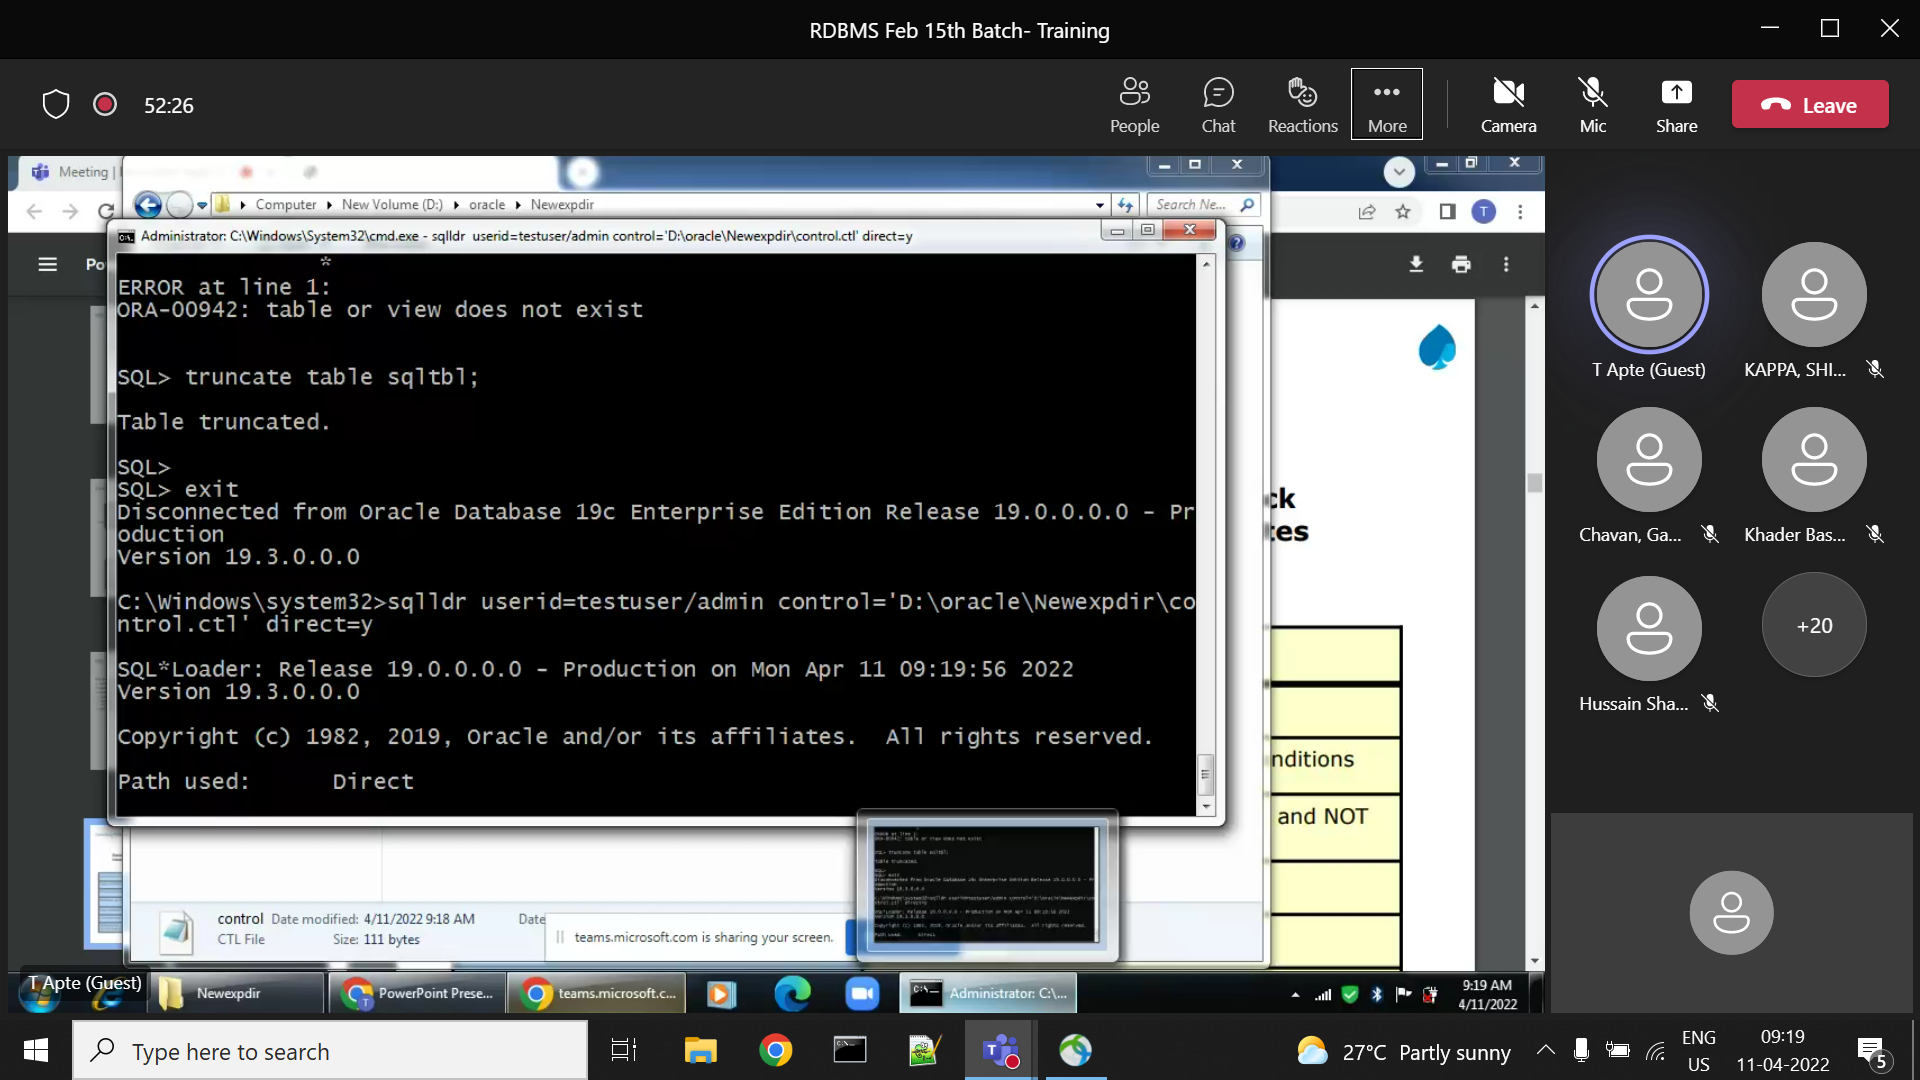 RDBMS Feb 15th Batch- Training
52:26
People
Chat
Reactions
More
Camera
Mic
Share
Leave
Meeting |
Computer
New Volume (D:)
oracle
Newexpdir
Search Ne...
Administrator: C:\Windows\System32\cmd.exe - sqlldr userid=testuser/admin control='D:\oracle\Newexpdir\control.ctl' direct=y
Po
*
ERROR at line 1:
ORA-00942: table or view does not exist
SQL> truncate table sqltbl;
Table truncated.
SQL>
SQL> exit
Disconnected from Oracle Database 19c Enterprise Edition Release 19.0.0.0.0 - Pr
oduction
Version 19.3.0.0.0
C:\Windows\system32>sqlldr userid=testuser/admin control='D:\oracle\Newexpdir\co
ntrol.ctl' direct=y
SQL*Loader: Release 19.0.0.0.0 - Production on Mon Apr 11 09:19:56 2022
Version 19.3.0.0.0
Copyright (c) 1982, 2019, Oracle and/or its affiliates.  All rights reserved.
Path used:      Direct
ck
tes
nditions
and NOT
T
T Apte (Guest)
KAPPA, SHI...
Chavan, Ga...
Khader Bas...
Hussain Sha...
+20
control Date modified: 4/11/2022 9:18 AM
Date
CTL File
Size: 111 bytes
teams.microsoft.com is sharing your screen.
T Apte (Guest)
Newexpdir
PowerPoint Prese...
teams.microsoft.c...
Administrator: C:\...
9:19 AM
4/11/2022
Type here to search
27°C Partly sunny
ENG
US
09:19
11-04-2022
5